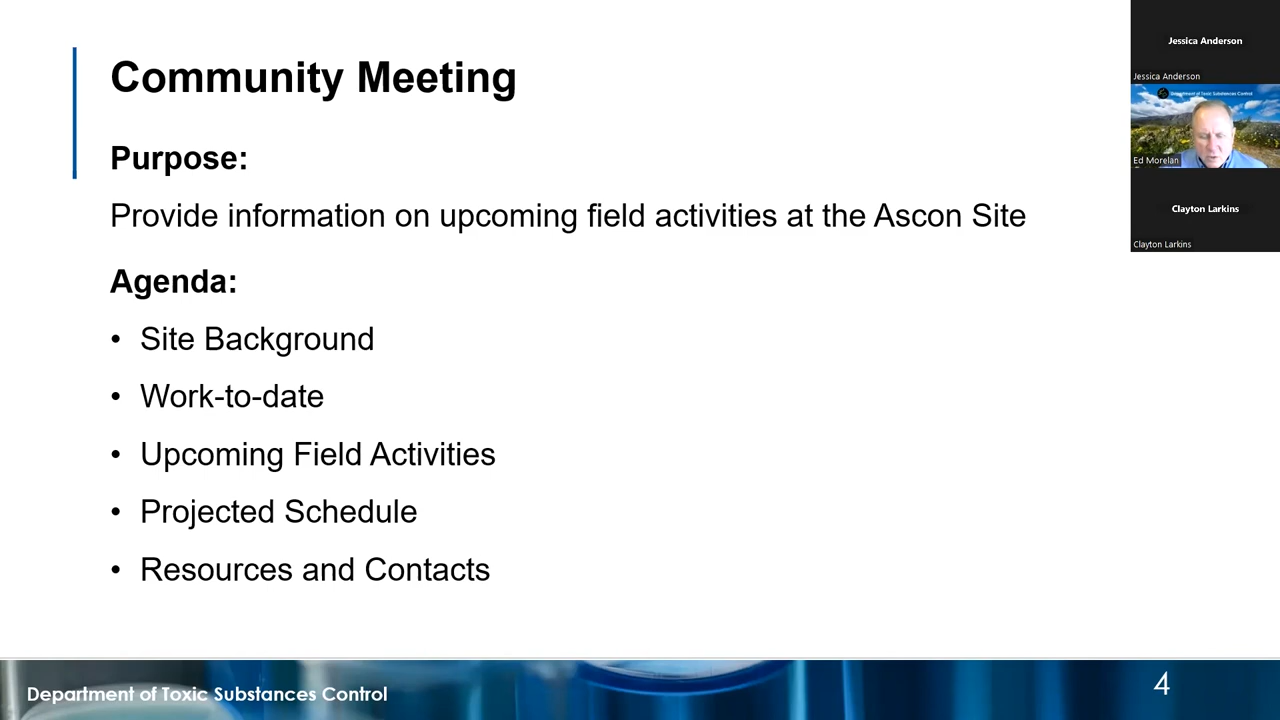 Community Meeting
Purpose:
Provide information on upcoming field activities at the Ascon Site
Agenda:
• Site Background
• Work-to-date
• Upcoming Field Activities
• Projected Schedule
• Resources and Contacts
Department of Toxic Substances Control
4
Jessica Anderson
Jessica Anderson
Department of Toxic Substances Control
Ed Morelan
Clayton Larkins
Clayton Larkins